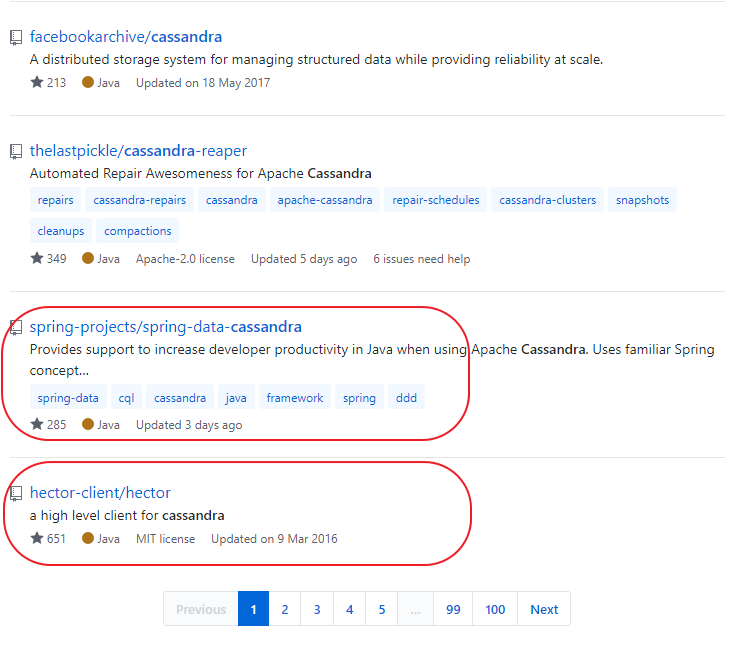 facebookarchive/cassandra
A distributed storage system for managing structured data while providing reliability at scale.
213 Java Updated on 18 May 2017
thelastpickle/cassandra-reaper
Automated Repair Awesomeness for Apache Cassandra
repairs cassandra-repairs cassandra apache-cassandra repair-schedules cassandra-clusters snapshots
cleanups compactions
349 Java Apache-2.0 license Updated 5 days ago 6 issues need help
spring-projects/spring-data-cassandra
Provides support to increase developer productivity in Java when using Apache Cassandra. Uses familiar Spring
concept...
spring-data cql cassandra java framework spring ddd
285 Java Updated 3 days ago
hector-client/hector
a high level client for cassandra
651 Java MIT license Updated on 9 Mar 2016
Previous 1 2 3 4 5 ... 99 100 Next